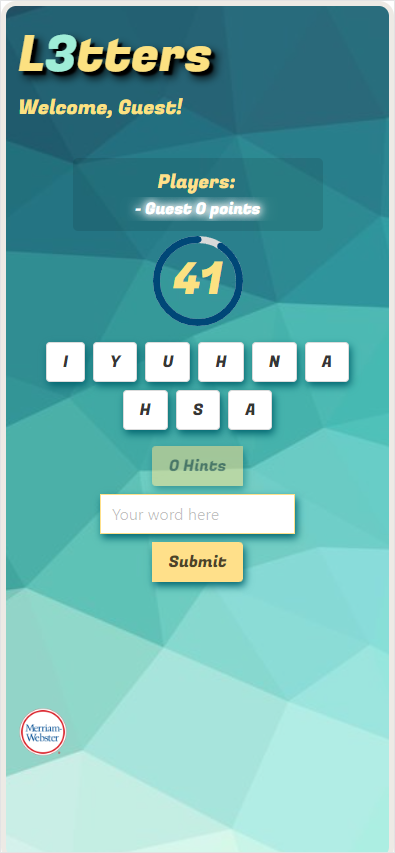 L3tters
Welcome, Guest!
Players:
- Guest 0 points
41
I Y U H N A
H S A
0 Hints
Your word here
Submit
Merriam-
Webster